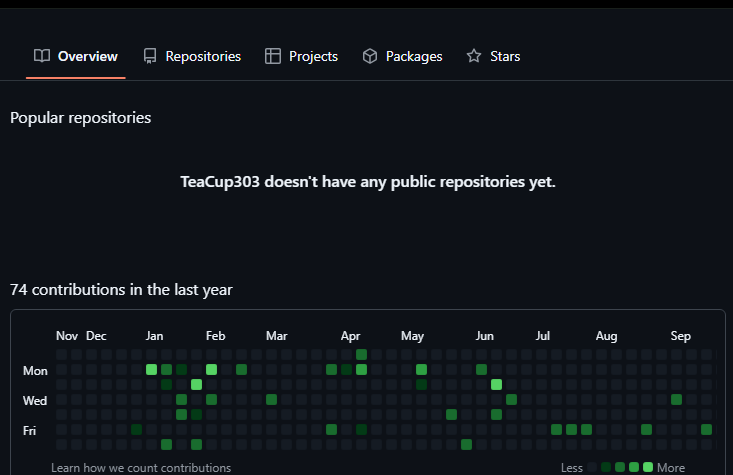 Overview Repositories Projects Packages Stars
Popular repositories
TeaCup303 doesn't have any public repositories yet.
74 contributions in the last year
Nov Dec Jan Feb Mar Apr May Jun Jul Aug Sep
Mon
Wed
Fri
Learn how we count contributions Less More